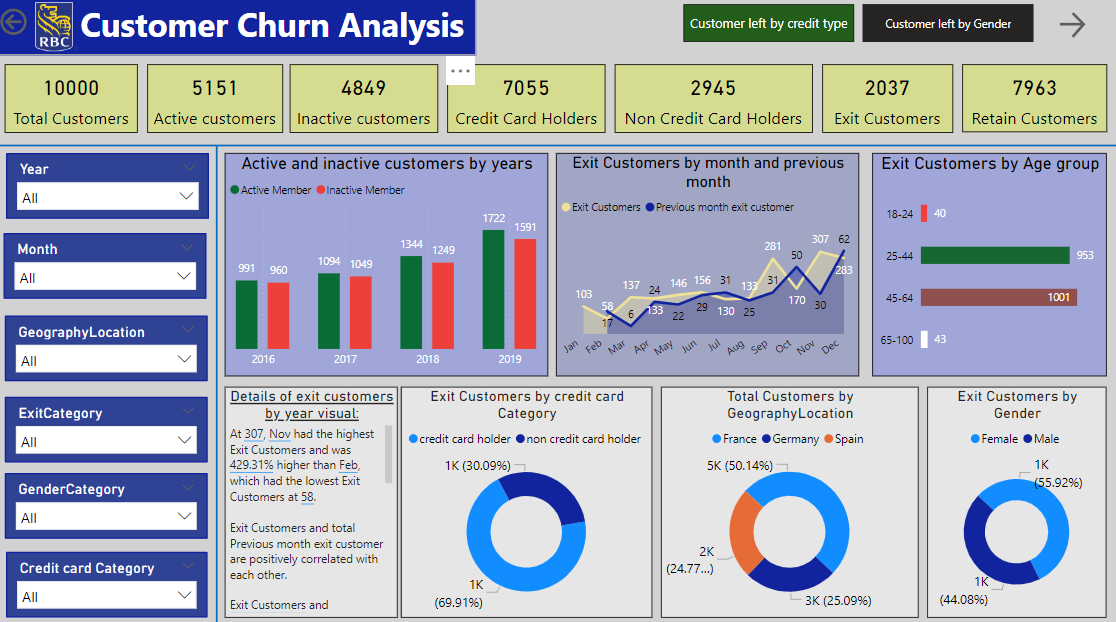 RBC
Customer Churn Analysis
Customer left by credit type
Customer left by Gender
10000
Total Customers
5151
Active customers
4849
Inactive customers
...
7055
Credit Card Holders
2945
Non Credit Card Holders
2037
Exit Customers
7963
Retain Customers
Year
All
Month
All
GeographyLocation
All
ExitCategory
All
GenderCategory
All
Credit card Category
All
Active and inactive customers by years
Active Member Inactive Member
991 960 1094 1049 1344 1249 1722 1591
2016 2017 2018 2019
Exit Customers by month and previous
month
Exit Customers Previous month exit customer
103 58 137 24 146 156 31 133 281 50 307 62
17 6 133 22 29 130 25 31 170 30 283
Jan Feb Mar Apr May Jun Jul Aug Sep Oct Nov Dec
Exit Customers by Age group
18-24 40
25-44 953
45-64 1001
65-100 43
Details of exit customers
by year visual:
At 307, Nov had the highest
Exit Customers and was
429.31% higher than Feb,
which had the lowest Exit
Customers at 58.
Exit Customers and total
Previous month exit customer
are positively correlated with
each other.
Exit Customers and
Exit Customers by credit card
Category
credit card holder non credit card holder
1K (30.09%)
1K
(69.91%)
Total Customers by
GeographyLocation
France Germany Spain
5K (50.14%)
2K
(24.77...)
3K (25.09%)
Exit Customers by
Gender
Female Male
1K
(55.92%)
1K
(44.08%)